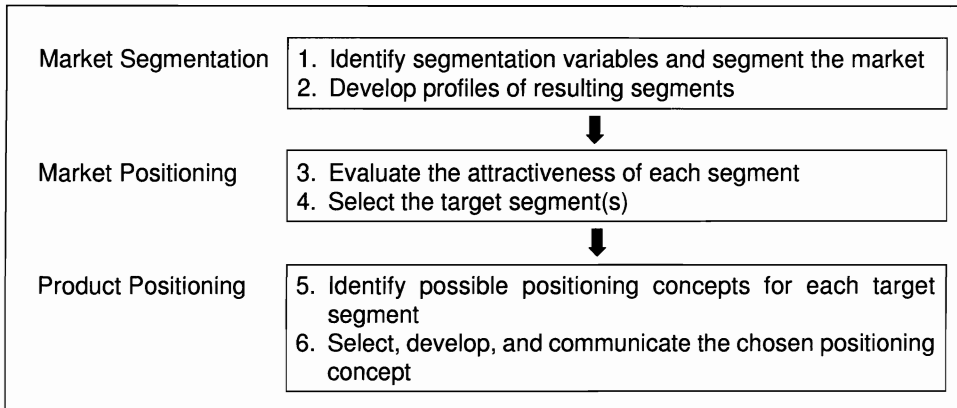 Market Segmentation
1. Identify segmentation variables and segment the market
2. Develop profiles of resulting segments
Market Positioning
3. Evaluate the attractiveness of each segment
4. Select the target segment(s)
Product Positioning
5. Identify possible positioning concepts for each target
segment
6. Select, develop, and communicate the chosen positioning
concept